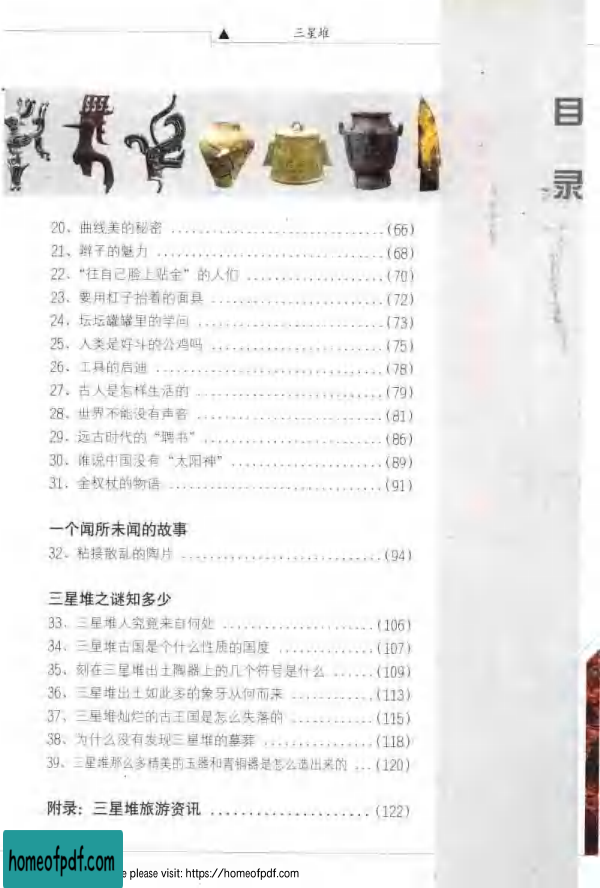 三星堆
目录
20、曲线美的秘密 ................................(66)
21、辫子的魅力 ................................(68)
22、“往自己脸上贴金”的人们 ....................(70)
23、要用杠子抬着的面具 .........................(72)
24、坛坛罐罐里的学问 ...........................(73)
25、人类是好斗的公鸡吗 .........................(75)
26、工具的启迪 ................................(78)
27、古人是怎样生活的 ...........................(79)
28、世界不能没有声音 ...........................(81)
29、远古时代的“聘书” ..........................(86)
30、谁说中国没有“太阳神” ......................(89)
31、金杖的物语 ................................(91)
一个闻所未闻的故事
32、粘接散乱的陶片 .............................(94)
三星堆之谜知多少
33、三星堆人究竟来自何处 .......................(106)
34、三星堆古国是个什么性质的国度 ..............(107)
35、刻在三星堆出土陶器上的几个符号是什么 ......(109)
36、三星堆出土如此多的象牙从何而来 ............(113)
37、三星堆灿烂的古王国是怎么失落的 ............(115)
38、为什么没有发现三星堆的墓葬 ................(118)
39、三星堆那么多精美的玉器和青铜器是怎么造出来的 ...(120)
附录：三星堆旅游资讯 .......................(122)
homeofpdf.com
e please visit: https://homeofpdf.com